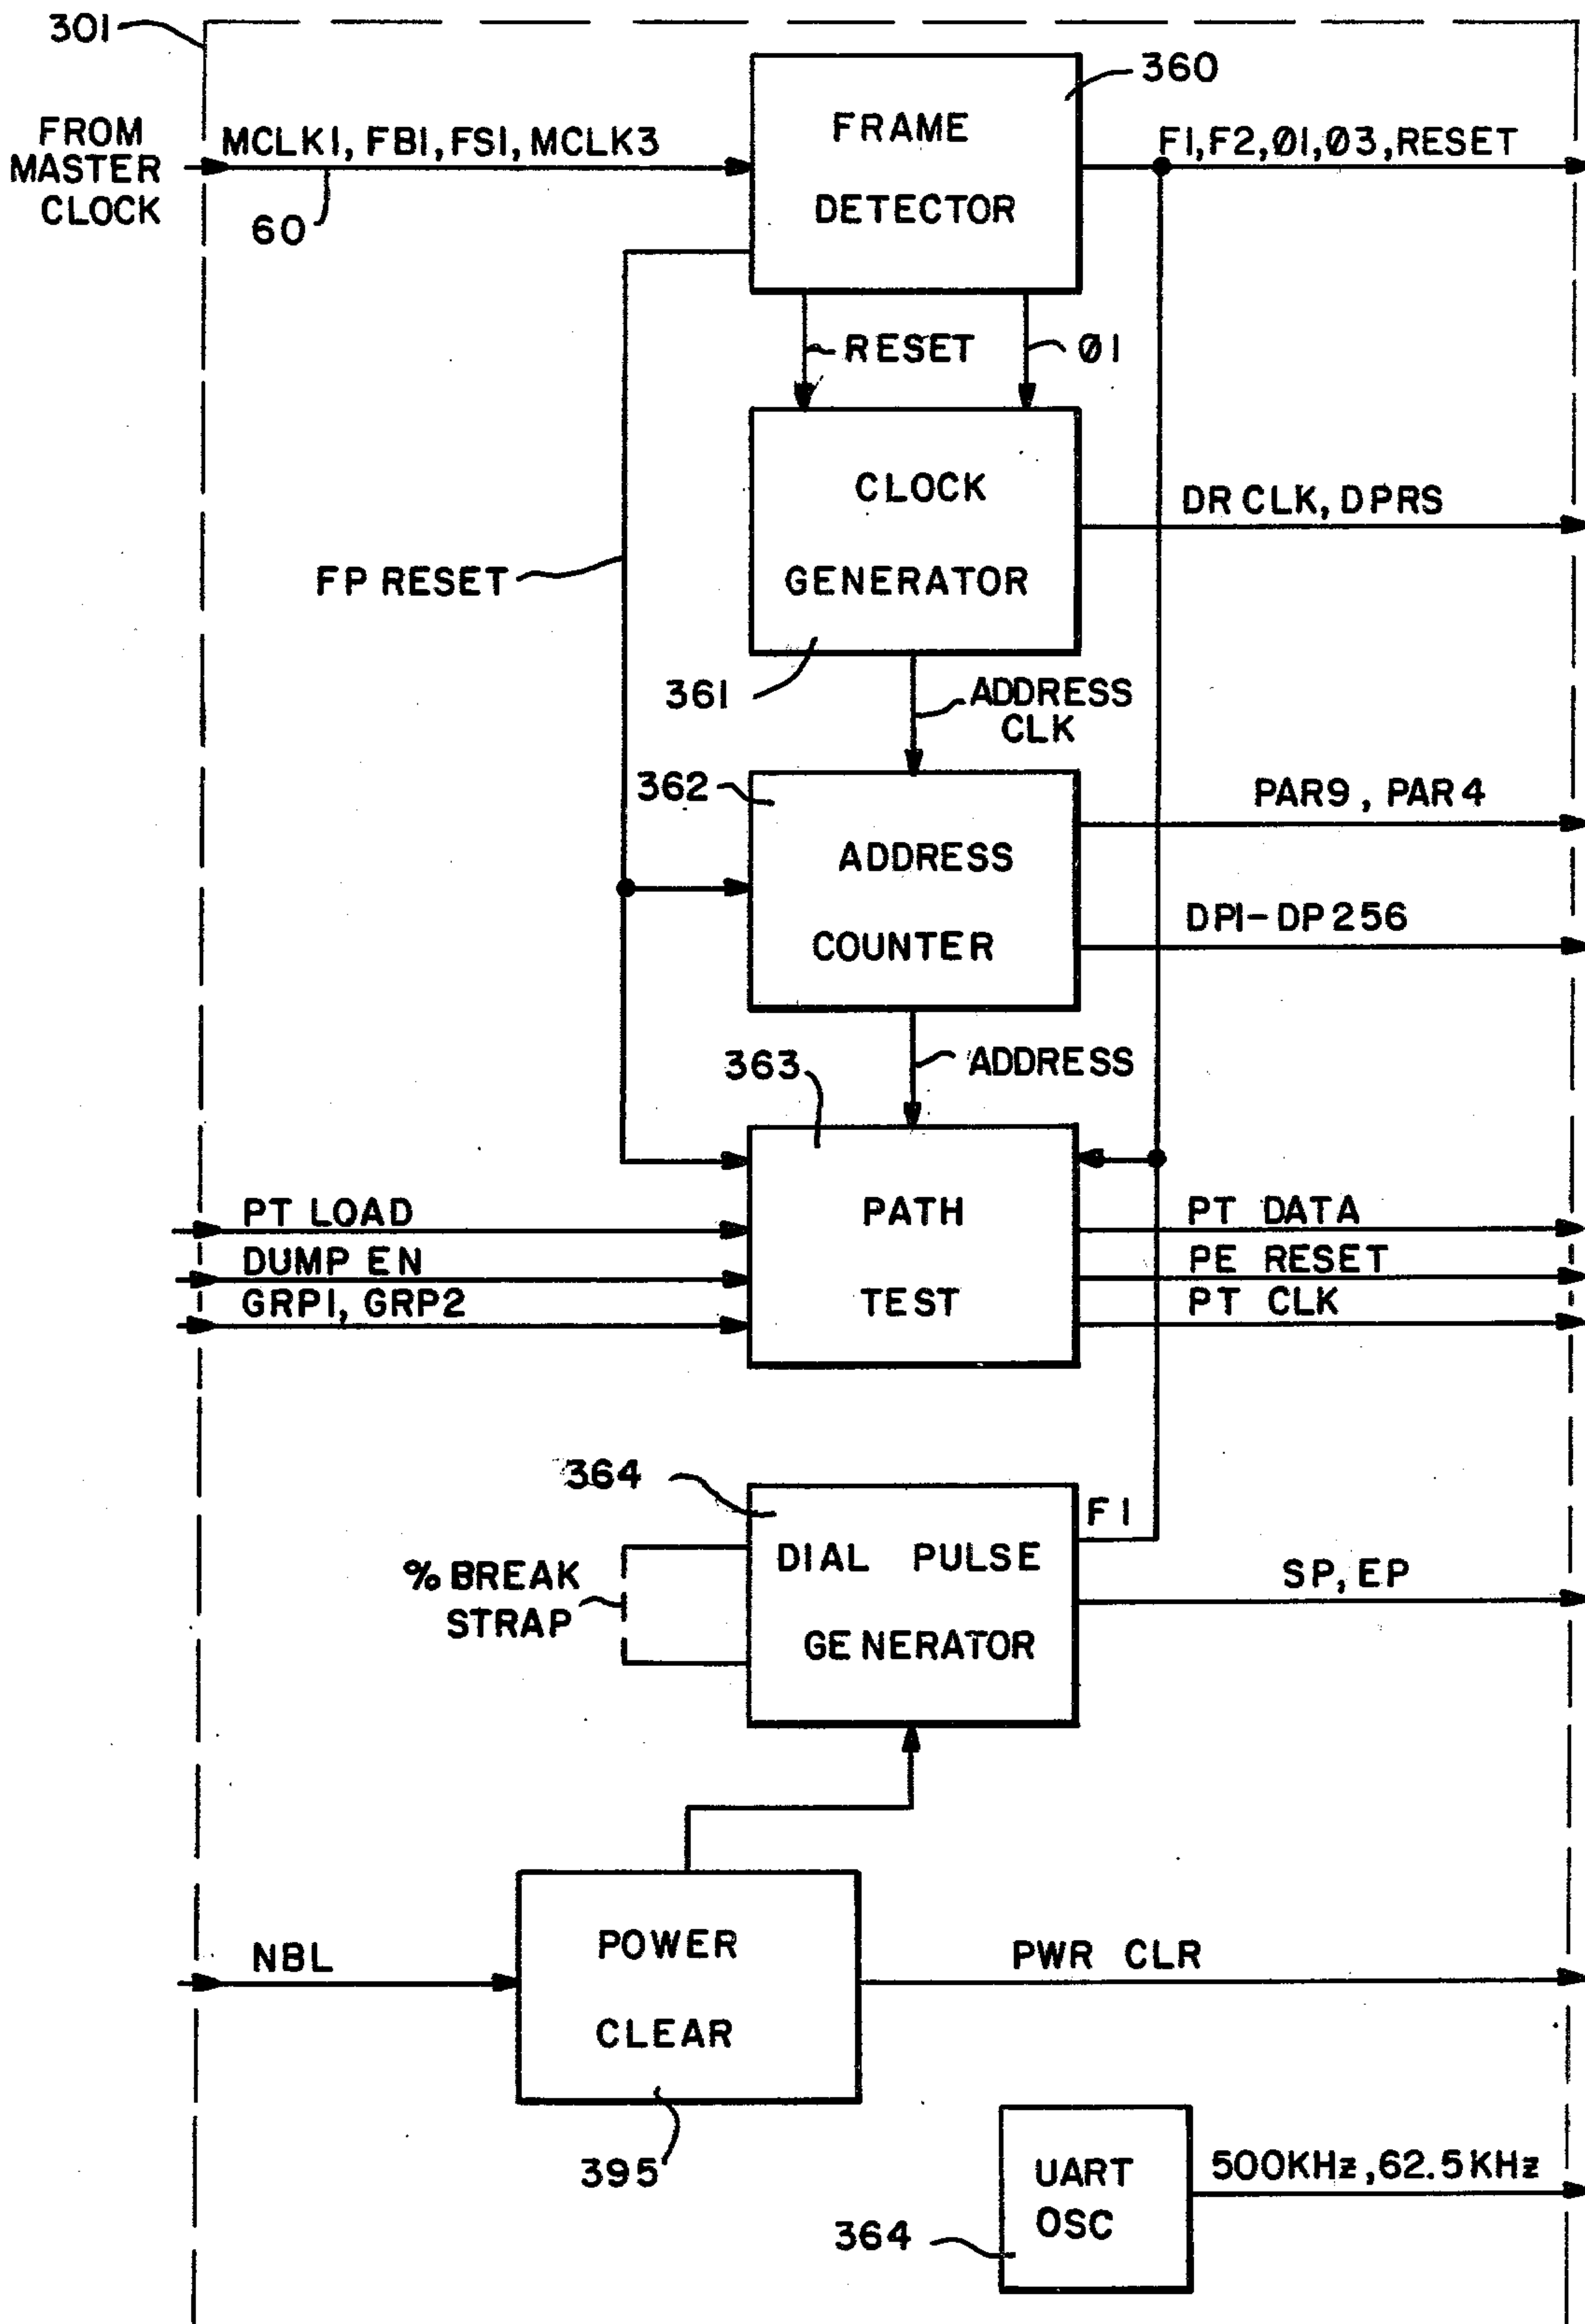 301
360
FROM
MASTER
CLOCK
MCLK1, FB1, FS1, MCLK3
60
FRAME
DETECTOR
F1, F2, Ø1, Ø3, RESET
RESET
Ø1
CLOCK
GENERATOR
DR CLK, DPRS
FP RESET
361
ADDRESS
CLK
362
ADDRESS
COUNTER
PAR9, PAR4
DP1-DP256
363
ADDRESS
PT LOAD
DUMP EN
GRP1, GRP2
PATH
TEST
PT DATA
PE RESET
PT CLK
364
F1
DIAL PULSE
GENERATOR
% BREAK
STRAP
SP, EP
NBL
POWER
CLEAR
PWR CLR
395
UART
OSC
500KHz, 62.5KHz
364